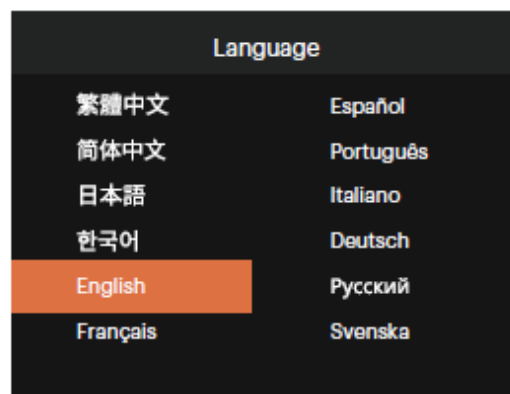 Language
繁體中文
简体中文
日本語
한국어
English
Français
Español
Português
Italiano
Deutsch
Русский
Svenska